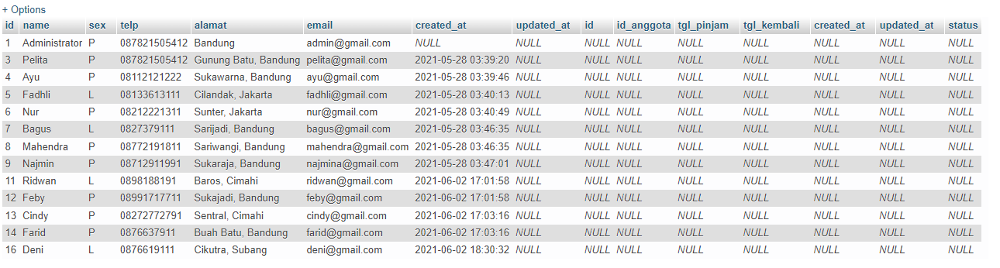 + Options
id name sex telp alamat email created_at updated_at id id_anggota tgl_pinjam tgl_kembali created_at updated_at status
1 Administrator P 087821505412 Bandung admin@gmail.com NULL NULL NULL NULL NULL NULL NULL NULL NULL
3 Pelita P 087821505412 Gunung Batu, Bandung pelita@gmail.com 2021-05-28 03:39:20 NULL NULL NULL NULL NULL NULL NULL NULL
4 Ayu P 08112121222 Sukawarna, Bandung ayu@gmail.com 2021-05-28 03:39:46 NULL NULL NULL NULL NULL NULL NULL NULL
5 Fadhli L 08133613111 Cilandak, Jakarta fadhli@gmail.com 2021-05-28 03:40:13 NULL NULL NULL NULL NULL NULL NULL NULL
6 Nur P 08212221311 Sunter, Jakarta nur@gmail.com 2021-05-28 03:40:49 NULL NULL NULL NULL NULL NULL NULL NULL
7 Bagus L 0827379111 Sarijadi, Bandung bagus@gmail.com 2021-05-28 03:46:35 NULL NULL NULL NULL NULL NULL NULL NULL
8 Mahendra P 08772191811 Sariwangi, Bandung mahendra@gmail.com 2021-05-28 03:46:35 NULL NULL NULL NULL NULL NULL NULL NULL
9 Najmin P 08712911991 Sukaraja, Bandung najmina@gmail.com 2021-05-28 03:47:01 NULL NULL NULL NULL NULL NULL NULL NULL
11 Ridwan L 0898188191 Baros, Cimahi ridwan@gmail.com 2021-06-02 17:01:58 NULL NULL NULL NULL NULL NULL NULL NULL
12 Feby P 08991717711 Sukajadi, Bandung feby@gmail.com 2021-06-02 17:01:58 NULL NULL NULL NULL NULL NULL NULL NULL
13 Cindy P 08272772791 Sentral, Cimahi cindy@gmail.com 2021-06-02 17:03:16 NULL NULL NULL NULL NULL NULL NULL NULL
14 Farid P 0876637911 Buah Batu, Bandung farid@gmail.com 2021-06-02 17:03:16 NULL NULL NULL NULL NULL NULL NULL NULL
16 Deni L 0876619111 Cikutra, Subang deni@gmail.com 2021-06-02 18:30:32 NULL NULL NULL NULL NULL NULL NULL NULL